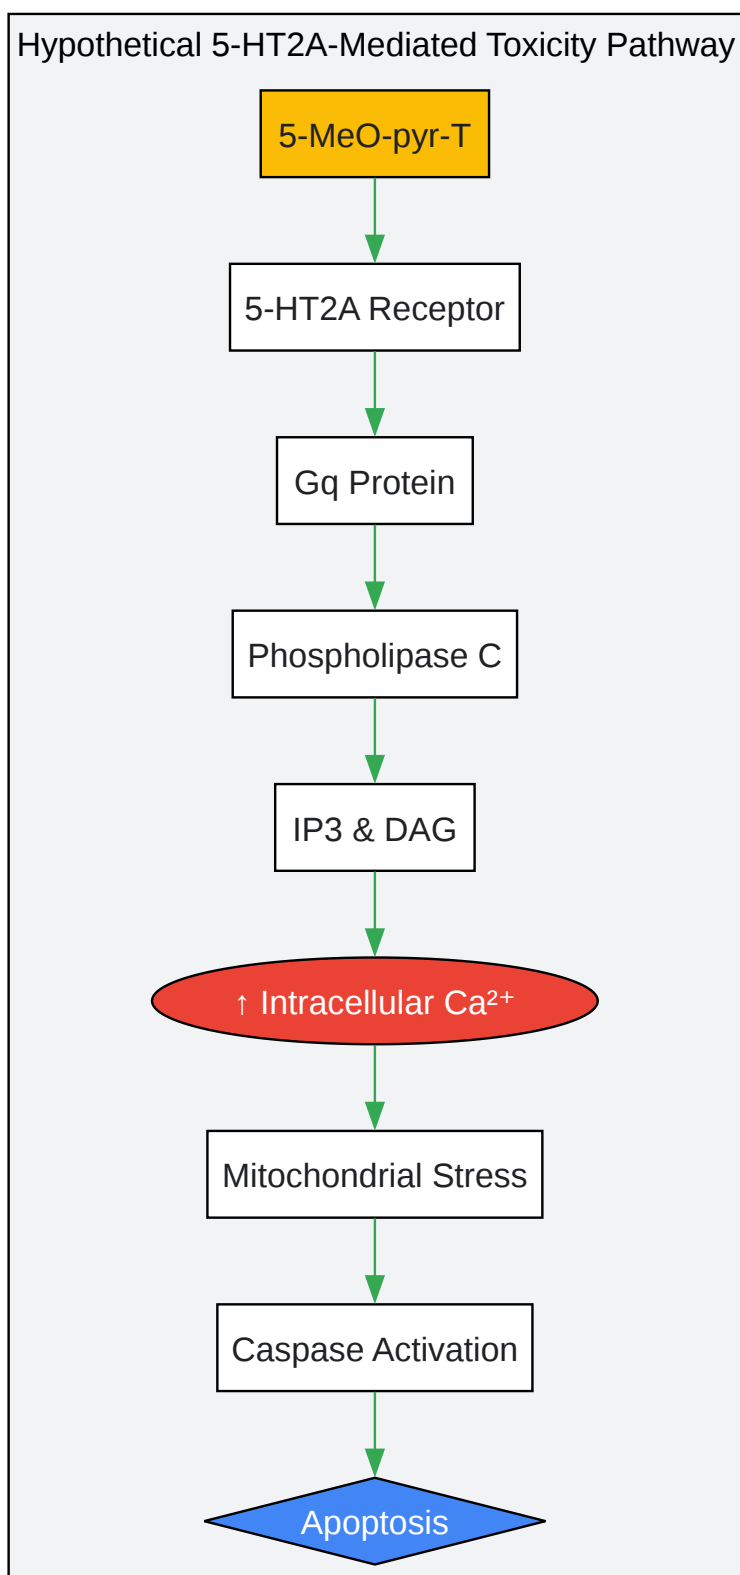 Hypothetical 5-HT2A-Mediated Toxicity Pathway
5-MeO-pyr-T
5-HT2A Receptor
Gq Protein
Phospholipase C
IP3 & DAG
↑ Intracellular Ca²⁺
Mitochondrial Stress
Caspase Activation
Apoptosis